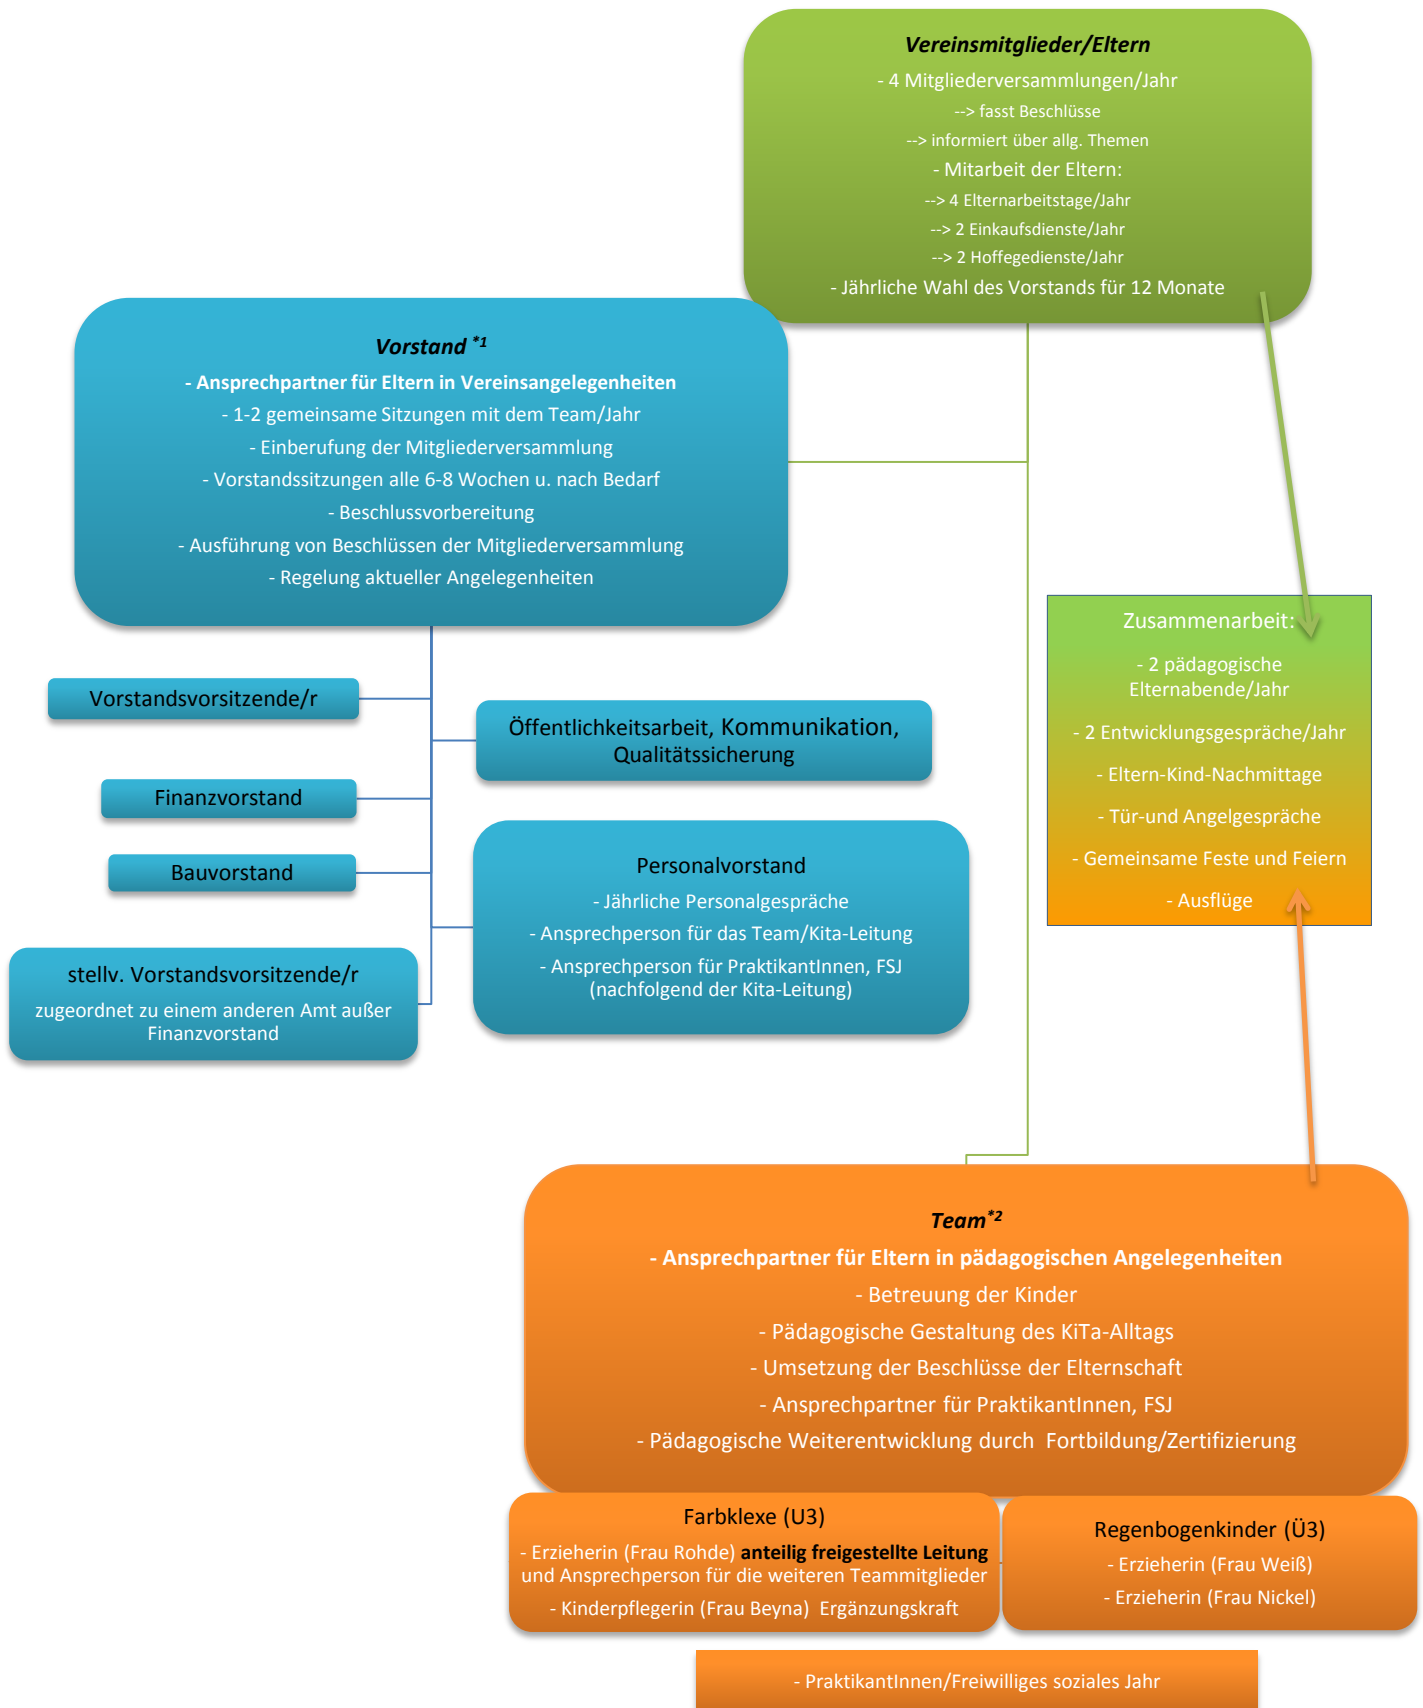 Vereinsmitglieder/Eltern
- 4 Mitgliederversammlungen/Jahr
--> fasst Beschlüsse
--> informiert über allg. Themen
- Mitarbeit der Eltern:
--> 4 Elternarbeitstage/Jahr
--> 2 Einkaufsdienste/Jahr
--> 2 Hoffegedienste/Jahr
- Jährliche Wahl des Vorstands für 12 Monate
Vorstand *1
- Ansprechpartner für Eltern in Vereinsangelegenheiten
- 1-2 gemeinsame Sitzungen mit dem Team/Jahr
- Einberufung der Mitgliederversammlung
- Vorstandssitzungen alle 6-8 Wochen u. nach Bedarf
- Beschlussvorbereitung
- Ausführung von Beschlüssen der Mitgliederversammlung
- Regelung aktueller Angelegenheiten
Zusammenarbeit:
- 2 pädagogische
Elternabende/Jahr
- 2 Entwicklungsgespräche/Jahr
- Eltern-Kind-Nachmittage
- Tür-und Angelgespräche
- Gemeinsame Feste und Feiern
- Ausflüge
Vorstandsvorsitzende/r
Öffentlichkeitsarbeit, Kommunikation,
Qualitätssicherung
Finanzvorstand
Bauvorstand
Personalvorstand
- Jährliche Personalgespräche
- Ansprechperson für das Team/Kita-Leitung
- Ansprechperson für PraktikantInnen, FSJ
(nachfolgend der Kita-Leitung)
stellv. Vorstandsvorsitzende/r
zugeordnet zu einem anderen Amt außer
Finanzvorstand
Team*2
- Ansprechpartner für Eltern in pädagogischen Angelegenheiten
- Betreuung der Kinder
- Pädagogische Gestaltung des KiTa-Alltags
- Umsetzung der Beschlüsse der Elternschaft
- Ansprechpartner für PraktikantInnen, FSJ
- Pädagogische Weiterentwicklung durch  Fortbildung/Zertifizierung
Farbklexe (U3)
- Erzieherin (Frau Rohde) anteilig freigestellte Leitung
und Ansprechperson für die weiteren Teammitglieder
- Kinderpflegerin (Frau Beyna)  Ergänzungskraft
Regenbogenkinder (Ü3)
- Erzieherin (Frau Weiß)
- Erzieherin (Frau Nickel)
- PraktikantInnen/Freiwilliges soziales Jahr